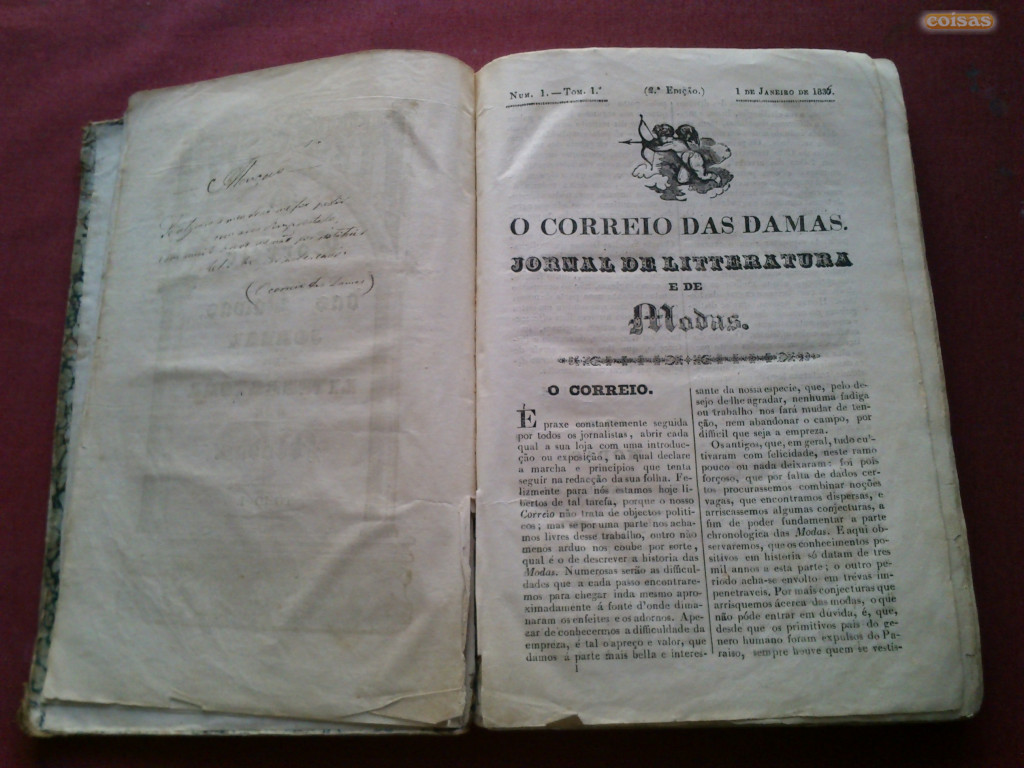 coisas
(O correio das Damas)
Num. 1. — Tom. 1.º (2.ª Edição.) 1 de Janeiro de 1836.
O CORREIO DAS DAMAS.
JORNAL DE LITTERATURA
E DE
Modas.
O CORREIO.
É praxe constantemente seguida
por todos os jornalistas, abrir cada
qual a sua loja com uma introduc-
ção ou exposição, na qual declare
a marcha e principios que tenta
seguir na redacção da sua folha. Fe-
lizmente para nós estamos hoje li-
bertos de tal tarefa, porque o nosso
Correio não trata de objectos politi-
cos; mas se por uma parte nos acha-
mos livres desse trabalho, outro não
menos arduo nos coube por sorte,
qual é o de descrever a historia das
Modas. Numerosas serão as difficul-
dades que a cada passo encontrare-
mos para chegar inda mesmo apro-
ximadamente á fonte d'onde dima-
naram os enfeites e os adornos. Ape-
zar de conhecermos a difficuldade da
empreza, é tal o apreço e valor, que
damos á parte mais bella e interes-
1
sante da nossa especie, que, pelo de-
sejo de lhe agradar, nenhuma fadiga
ou trabalho nos fará mudar de ten-
ção, nem abandonar o campo, por
difficil que seja a empreza.
Os antigos, que, em geral, tudo cul-
tivaram com felicidade, neste ramo
pouco ou nada deixaram: foi pois
forçoso, que por falta de dados cer-
tos procurassemos combinar noções
vagas, que encontramos dispersas, e
arriscassemos algumas conjecturas, a
fim de poder fundamentar a parte
chronologica das Modas. E aqui ob-
servaremos, que os conhecimentos po-
sitivos em historia só datam de tres
mil annos a esta parte; o outro pe-
riodo acha-se envolto em trévas im-
penetraveis. Por mais conjecturas que
arrisquemos ácerca das modas, o que
não póde entrar em dúvida, é, que,
desde que os primitivos pais do ge-
nero humano foram expulsos do Pa-
raiso, sempre houve quem se vestis-